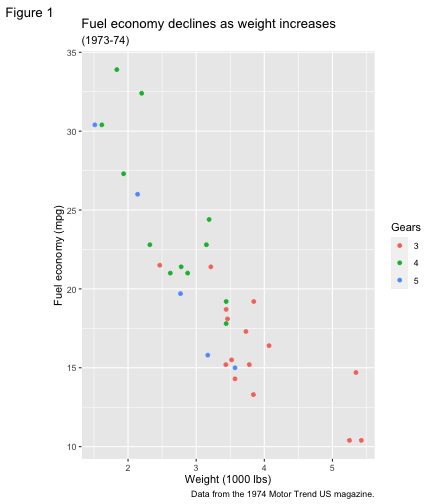 Figure 1
Fuel economy declines as weight increases
(1973-74)
Fuel economy (mpg)
35
30
25
20
15
10
2 3 4 5
Weight (1000 lbs)
Gears
3
4
5
Data from the 1974 Motor Trend US magazine.